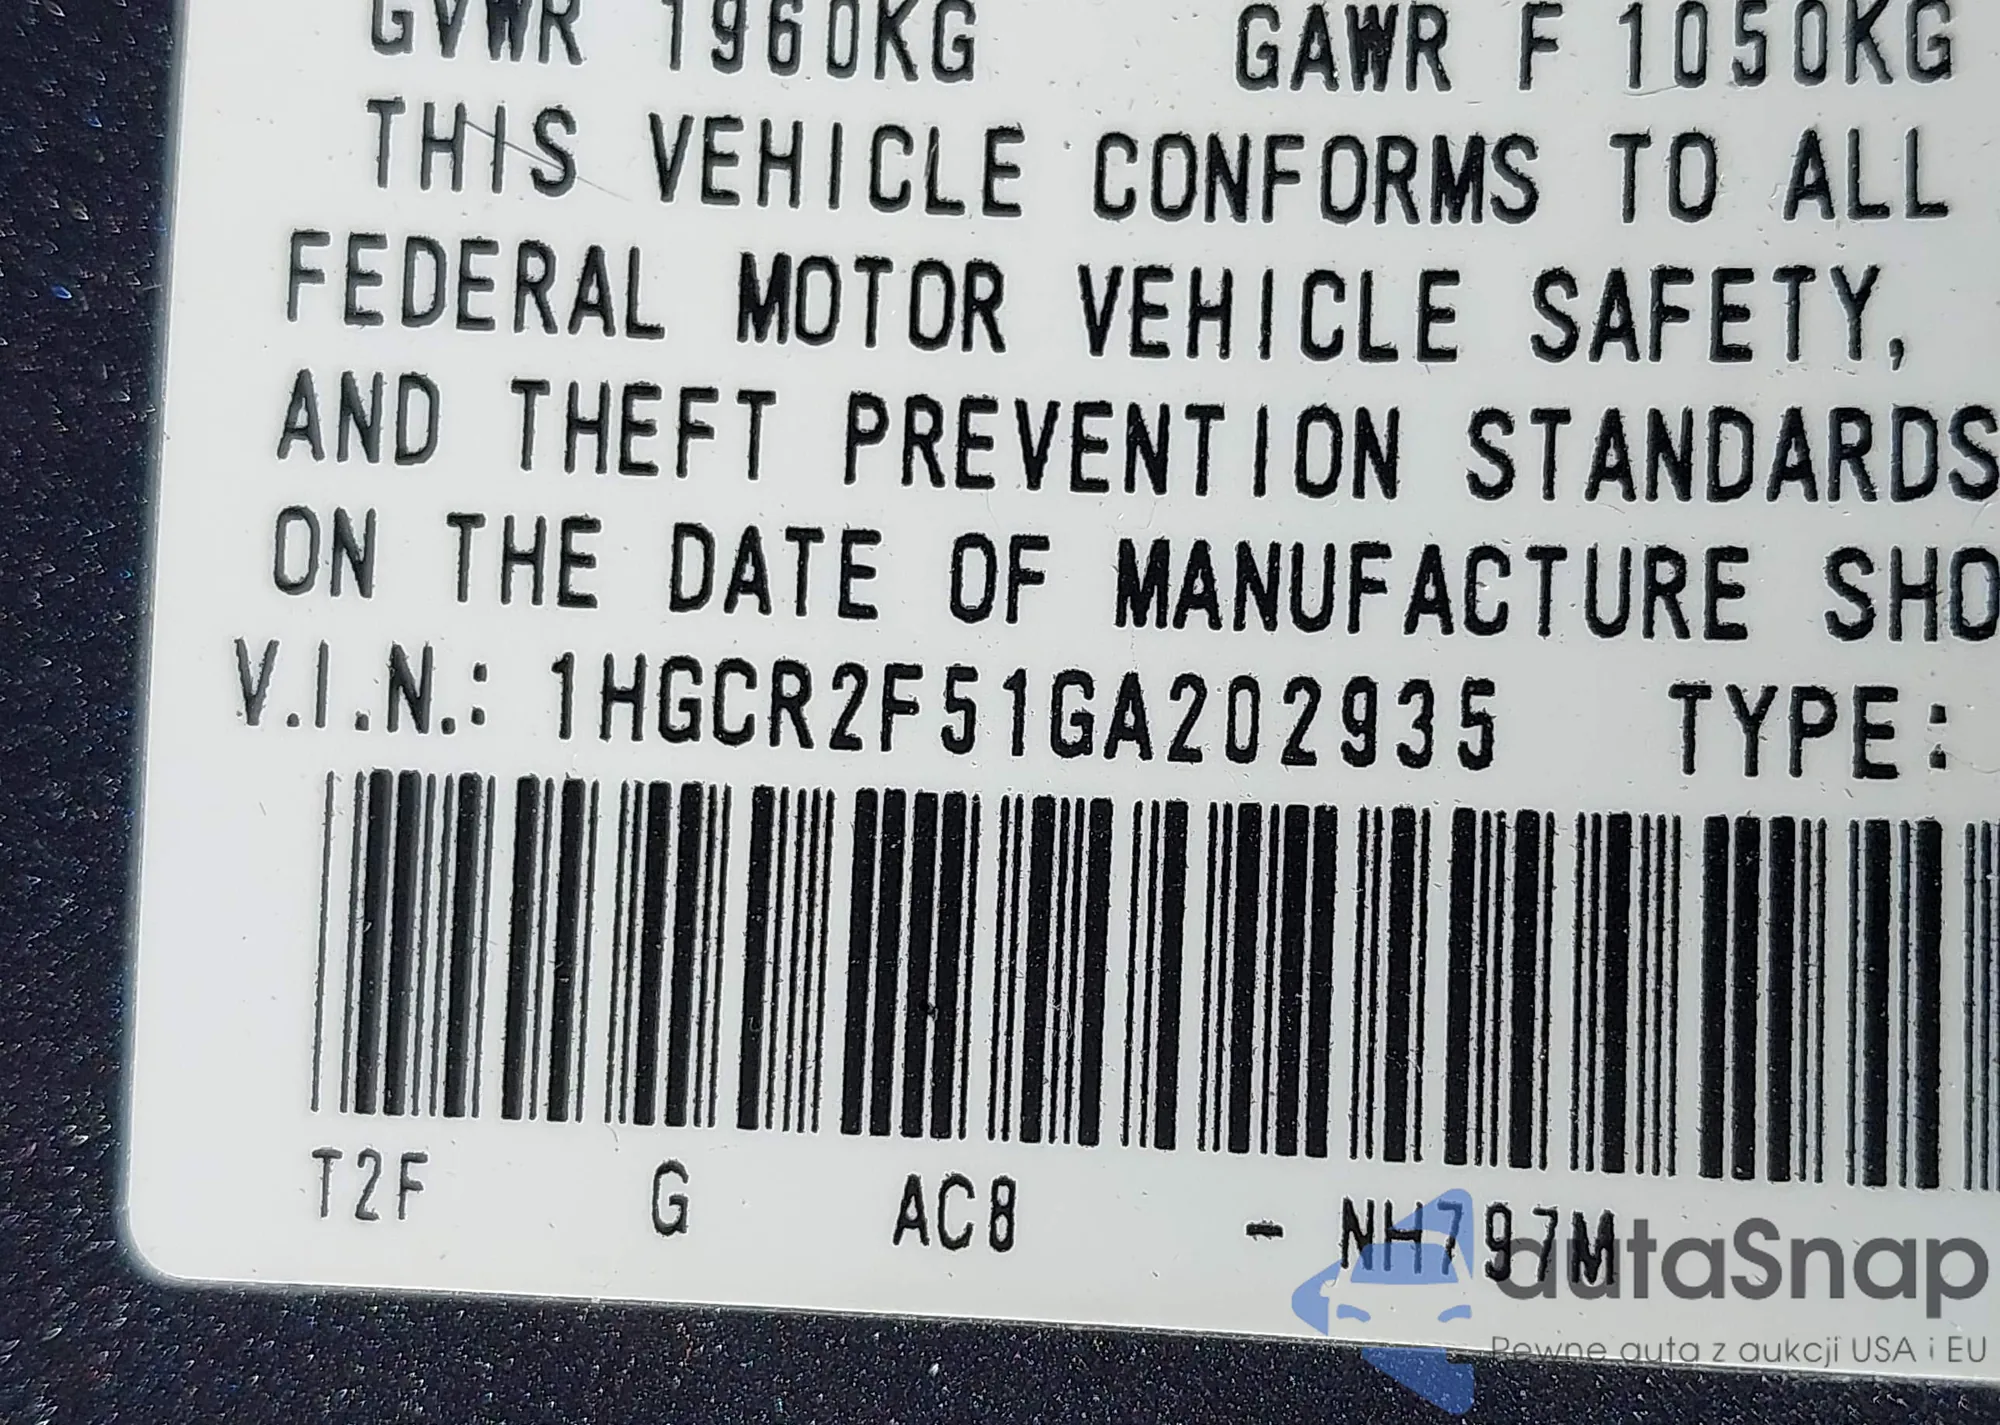 GVWR 1960KG GAWR F 1050KG
THIS VEHICLE CONFORMS TO ALL
FEDERAL MOTOR VEHICLE SAFETY,
AND THEFT PREVENTION STANDARDS
ON THE DATE OF MANUFACTURE SHO
V.I.N.: 1HGCR2F51GA202935 TYPE:
T2F G AC8 - NH797M
autaSnap
Pewne auta z aukcji USA i EU